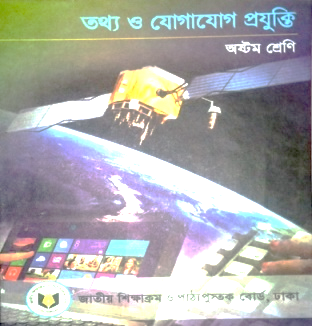 তথ্য ও যোগাযোগ প্রযুক্তি
অষ্টম শ্রেণি
জাতীয় শিক্ষাক্রম ও পাঠ্যপুস্তক বোর্ড, ঢাকা